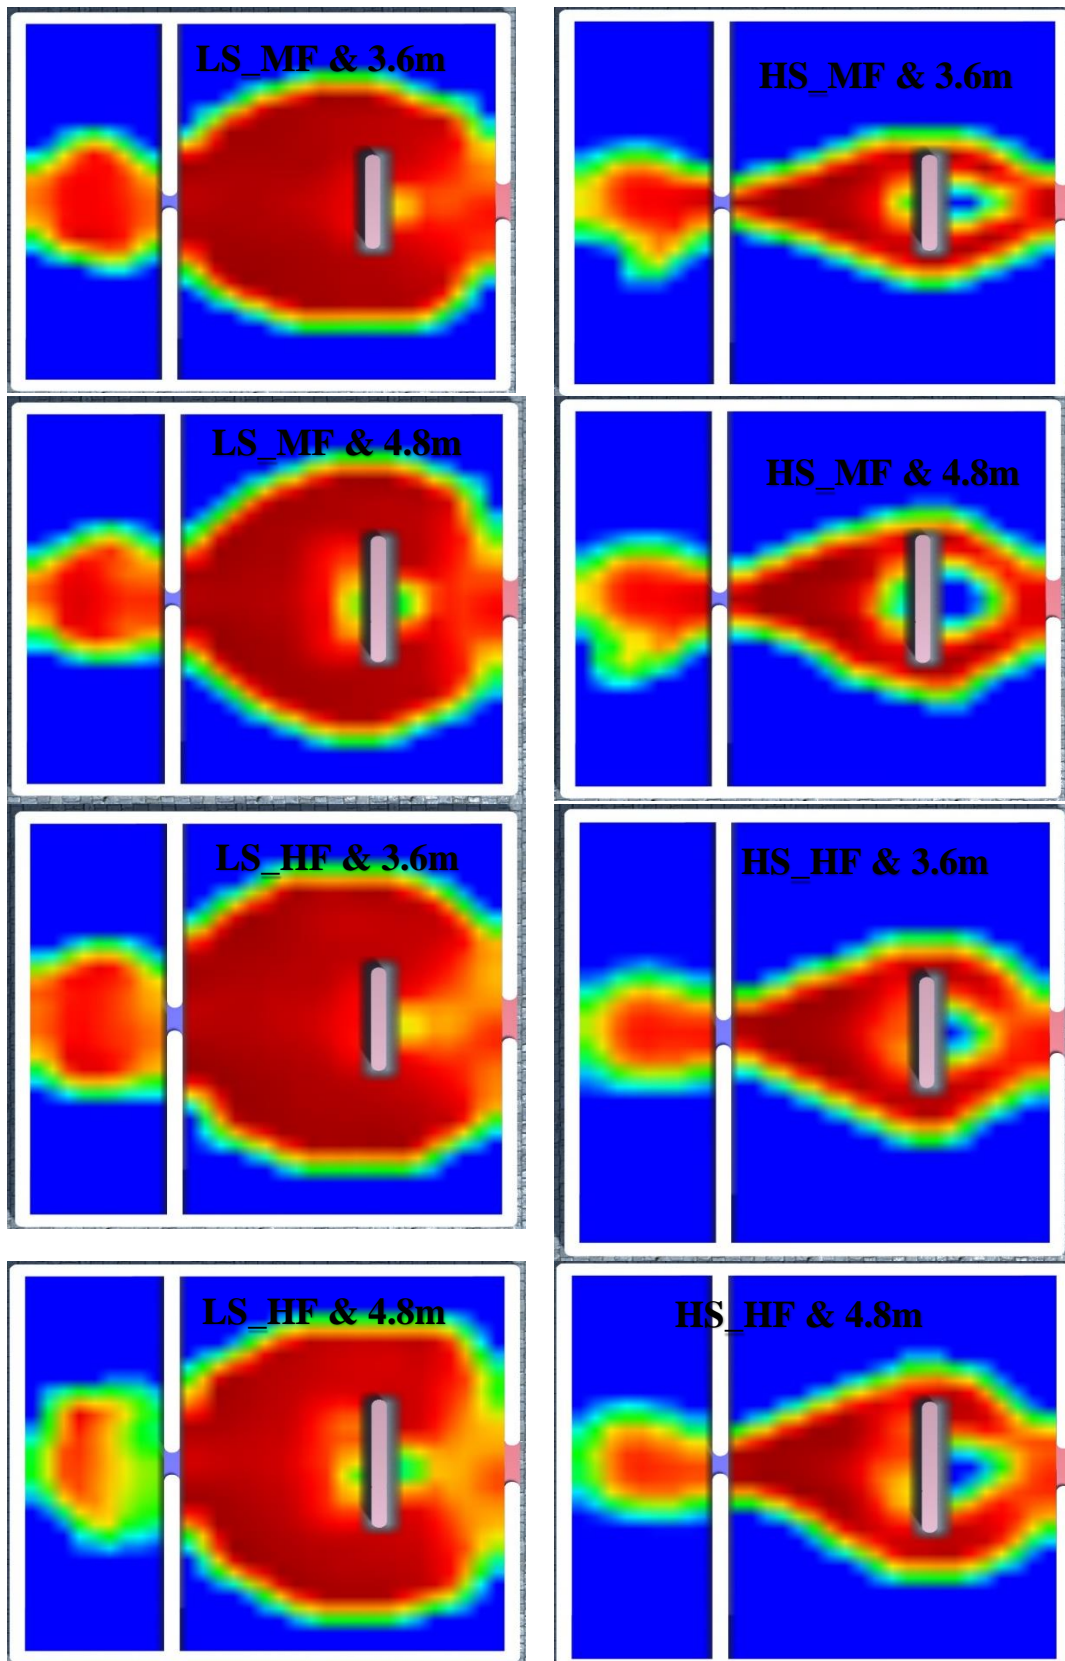 LS_MF & 3.6m
HS_MF & 3.6m
LS_MF & 4.8m
HS_MF & 4.8m
LS_HF & 3.6m
HS_HF & 3.6m
LS_HF & 4.8m
HS_HF & 4.8m